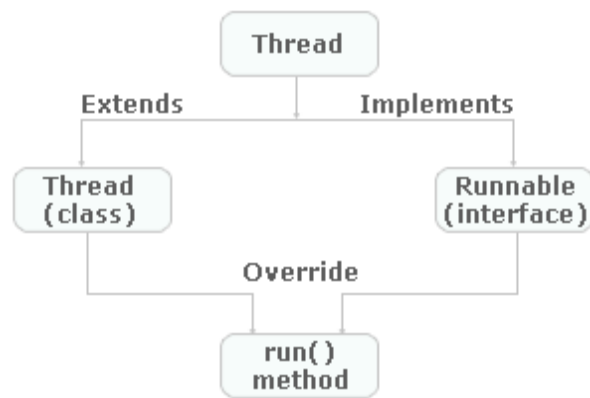 Thread
Extends
Implements
Thread
(class)
Runnable
(interface)
Override
run()
method